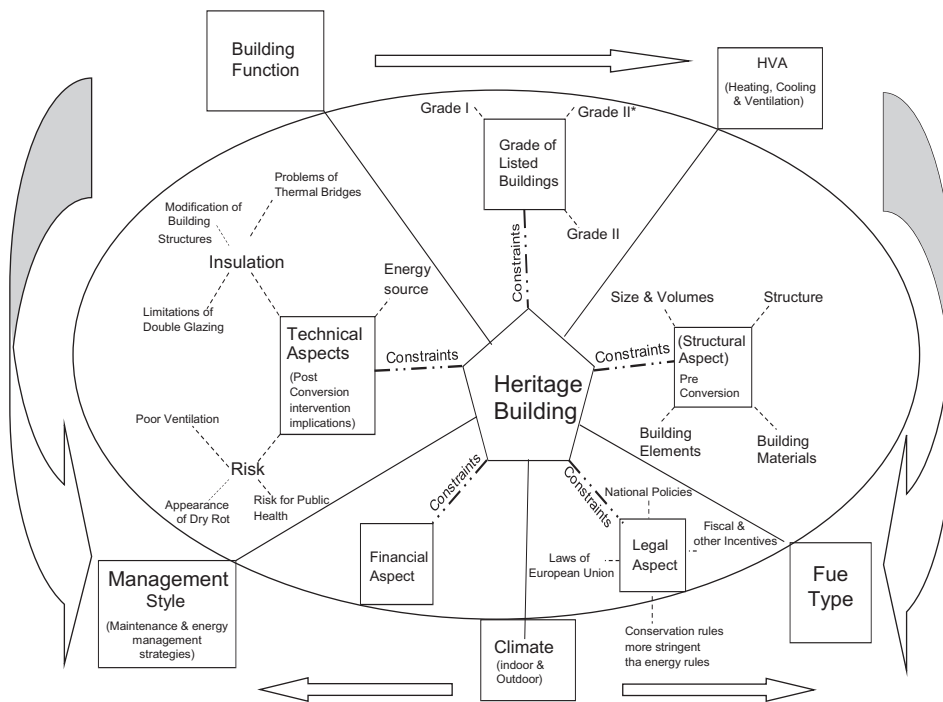 Building
Function
HVA
(Heating, Cooling
& Ventilation)
Grade I
Grade II*
Grade of
Listed
Buildings
Grade II
Constraints
Problems of
Thermal Bridges
Modification of
Building
Structures
Insulation
Limitations of
Double Glazing
Energy
source
Technical
Aspects
(Post
Conversion
intervention
implications)
Constraints
Poor Ventilation
Risk
Appearance
of Dry Rot
Risk for Public
Health
Heritage
Building
Constraints
Size & Volumes
Structure
(Structural
Aspect)
Pre
Conversion
Building
Elements
Building
Materials
Constraints
Financial
Aspect
Constraints
National Policies
Legal
Aspect
Fiscal &
other Incentives
Laws of
European Union
Conservation rules
more stringent
tha energy rules
Management
Style
(Maintenance & energy
management
strategies)
Climate
(indoor &
Outdoor)
Fue
Type